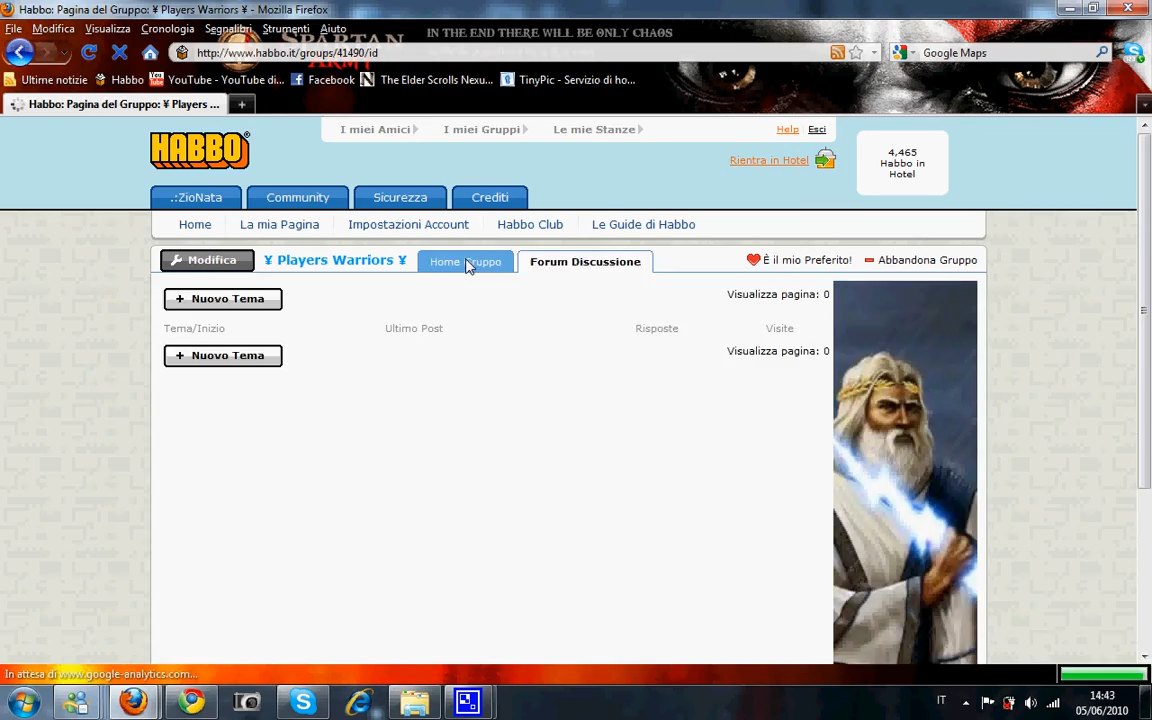 Habbo: Pagina del Gruppo: ¥ Players Warriors ¥ - Mozilla Firefox
File Modifica Visualizza Cronologia Segnalibri Strumenti Aiuto
IN THE END THERE WILL BE ONLY CHAOS
SPARTAN
ARMY
http://www.habbo.it/groups/41490/id
Google Maps
Ultime notizie Habbo YouTube - YouTube di... Facebook The Elder Scrolls Nexu... TinyPic - Servizio di ho...
Habbo: Pagina del Gruppo: ¥ Players ...
HABBO
I miei Amici I miei Gruppi Le mie Stanze Help Esci
Rientra in Hotel
4,465
Habbo in
Hotel
.:ZioNata Community Sicurezza Crediti
Home La mia Pagina Impostazioni Account Habbo Club Le Guide di Habbo
Modifica ¥ Players Warriors ¥ Home Gruppo Forum Discussione È il mio Preferito! Abbandona Gruppo
+ Nuovo Tema Visualizza pagina: 0
Tema/Inizio Ultimo Post Risposte Visite
+ Nuovo Tema Visualizza pagina: 0
In attesa di www.google-analytics.com...
IT
14:43
05/06/2010